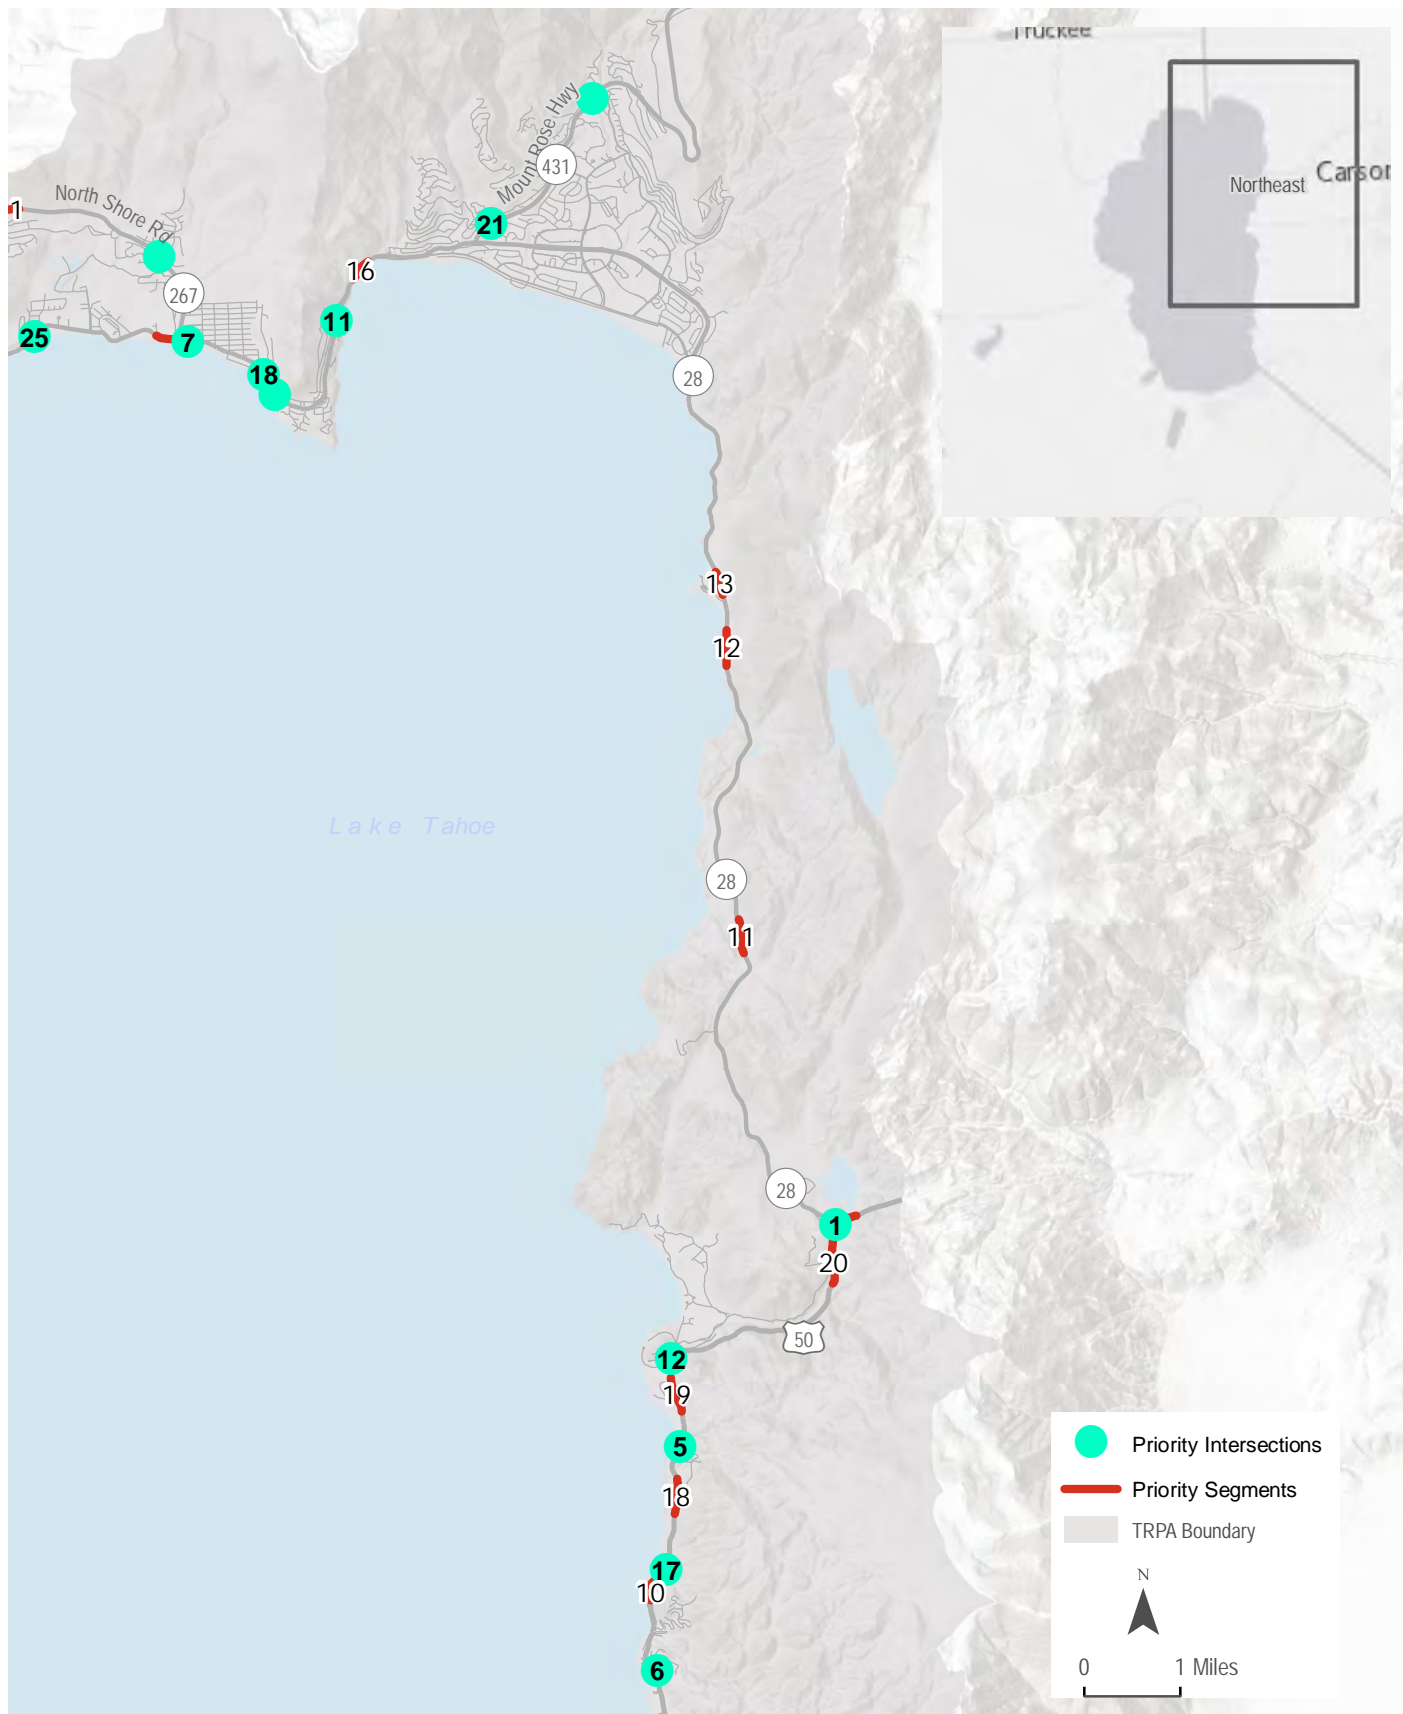 Truckee
Carson
Northeast
Mount Rose Hwy
431
North Shore Rd
1
21
16
267
11
25
7
18
28
13
12
Lake Tahoe
28
11
28
1
20
50
12
19
5
18
17
10
6
Priority Intersections
Priority Segments
TRPA Boundary
N
0 1 Miles